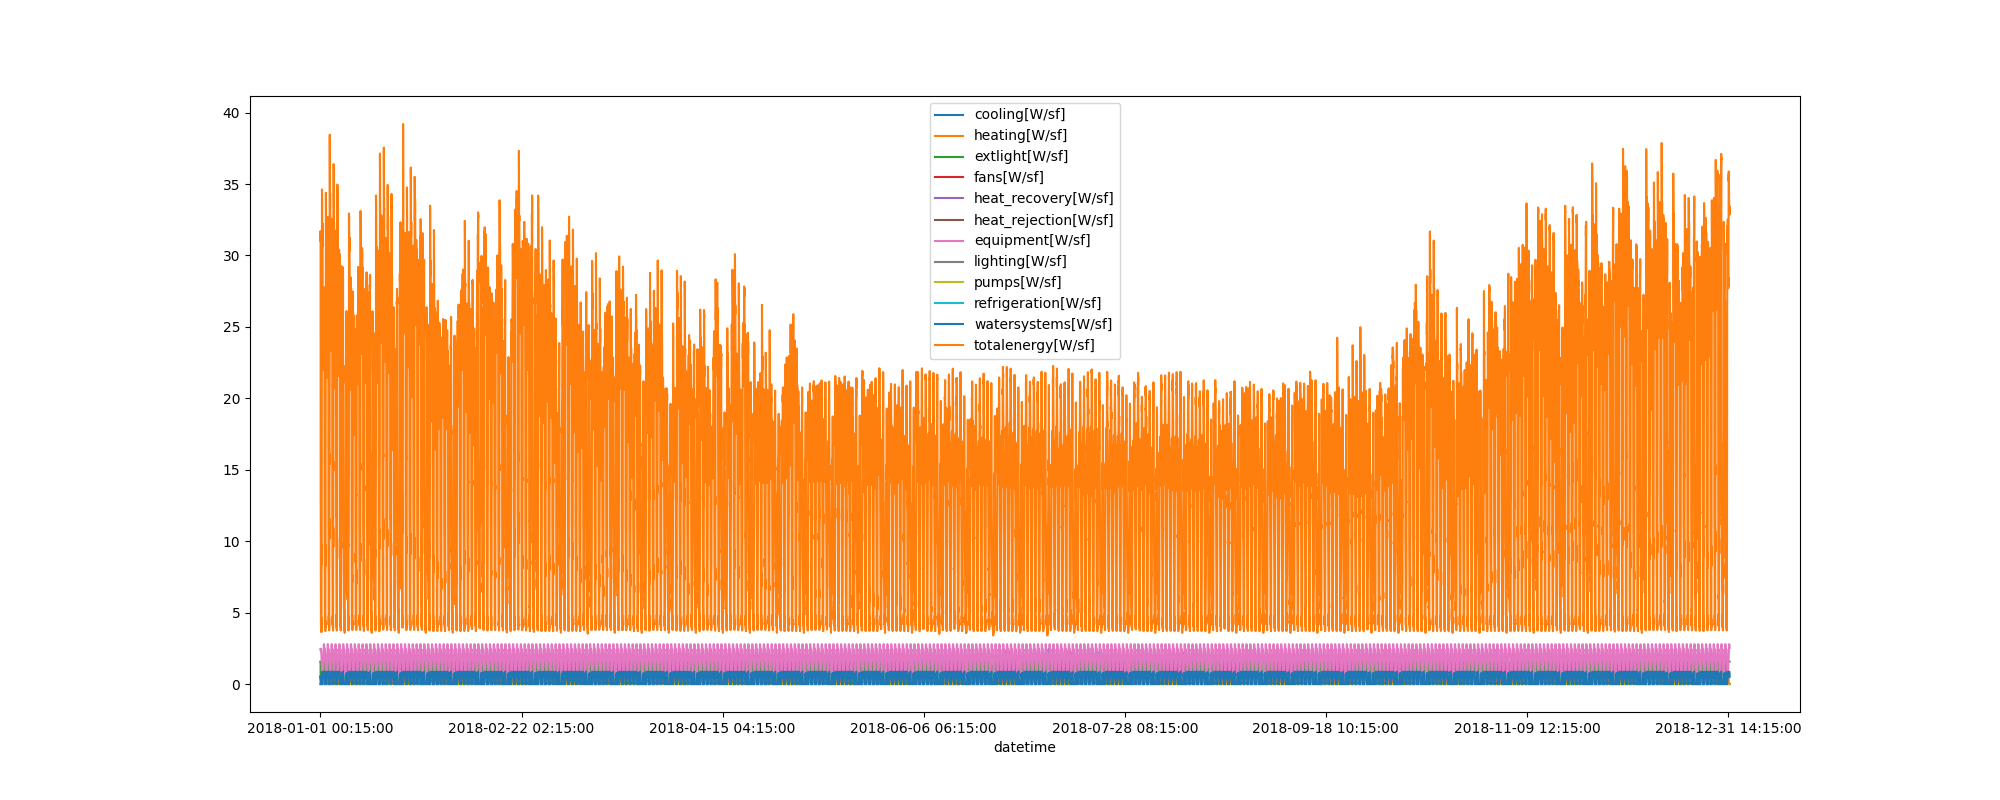 40
35
30
25
20
15
10
5
0
cooling[W/sf]
heating[W/sf]
extlight[W/sf]
fans[W/sf]
heat_recovery[W/sf]
heat_rejection[W/sf]
equipment[W/sf]
lighting[W/sf]
pumps[W/sf]
refrigeration[W/sf]
watersystems[W/sf]
totalenergy[W/sf]
2018-01-01 00:15:00 2018-02-22 02:15:00 2018-04-15 04:15:00 2018-06-06 06:15:00 2018-07-28 08:15:00 2018-09-18 10:15:00 2018-11-09 12:15:00 2018-12-31 14:15:00
datetime